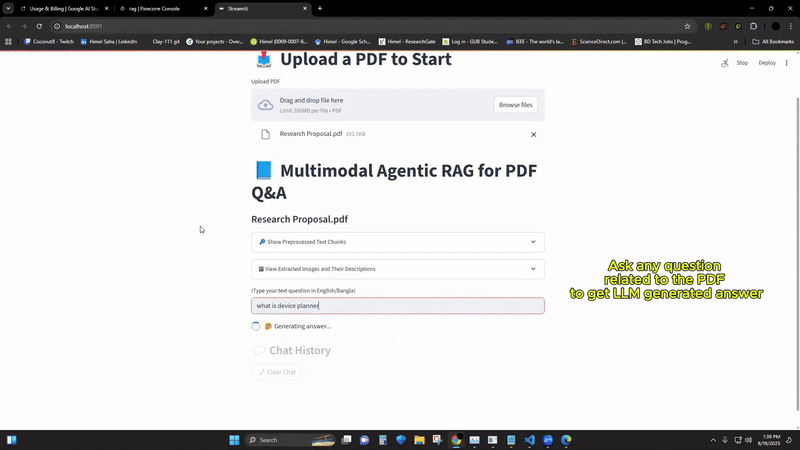 Usage & Billing | Google AI Stu
rag | Pinecone Console
Streamlit
localhost:8501
Coconut8 - Twitch
Himel Saha | LinkedIn
Clay-111 git
Your projects - Over...
Himel (0009-0007-6...
Himel - Google Sch...
Himel - ResearchGate
Log in - GUB Stude...
IEEE - The world's la...
ScienceDirect.com |...
BD Tech Jobs | Prog...
All Bookmarks
Stop
Deploy
Upload a PDF to Start
Upload PDF
Drag and drop file here
Limit 200MB per file • PDF
Browse files
Research Proposal.pdf 193.1KB
Multimodal Agentic RAG for PDF
Q&A
Research Proposal.pdf
Show Preprocessed Text Chunks
View Extracted Images and Their Descriptions
(Type your text question in English/Bangla)
what is device planner
Generating answer...
Chat History
Clear Chat
Ask any question
related to the PDF
to get LLM generated answer
Search
1:39 PM
8/19/2025